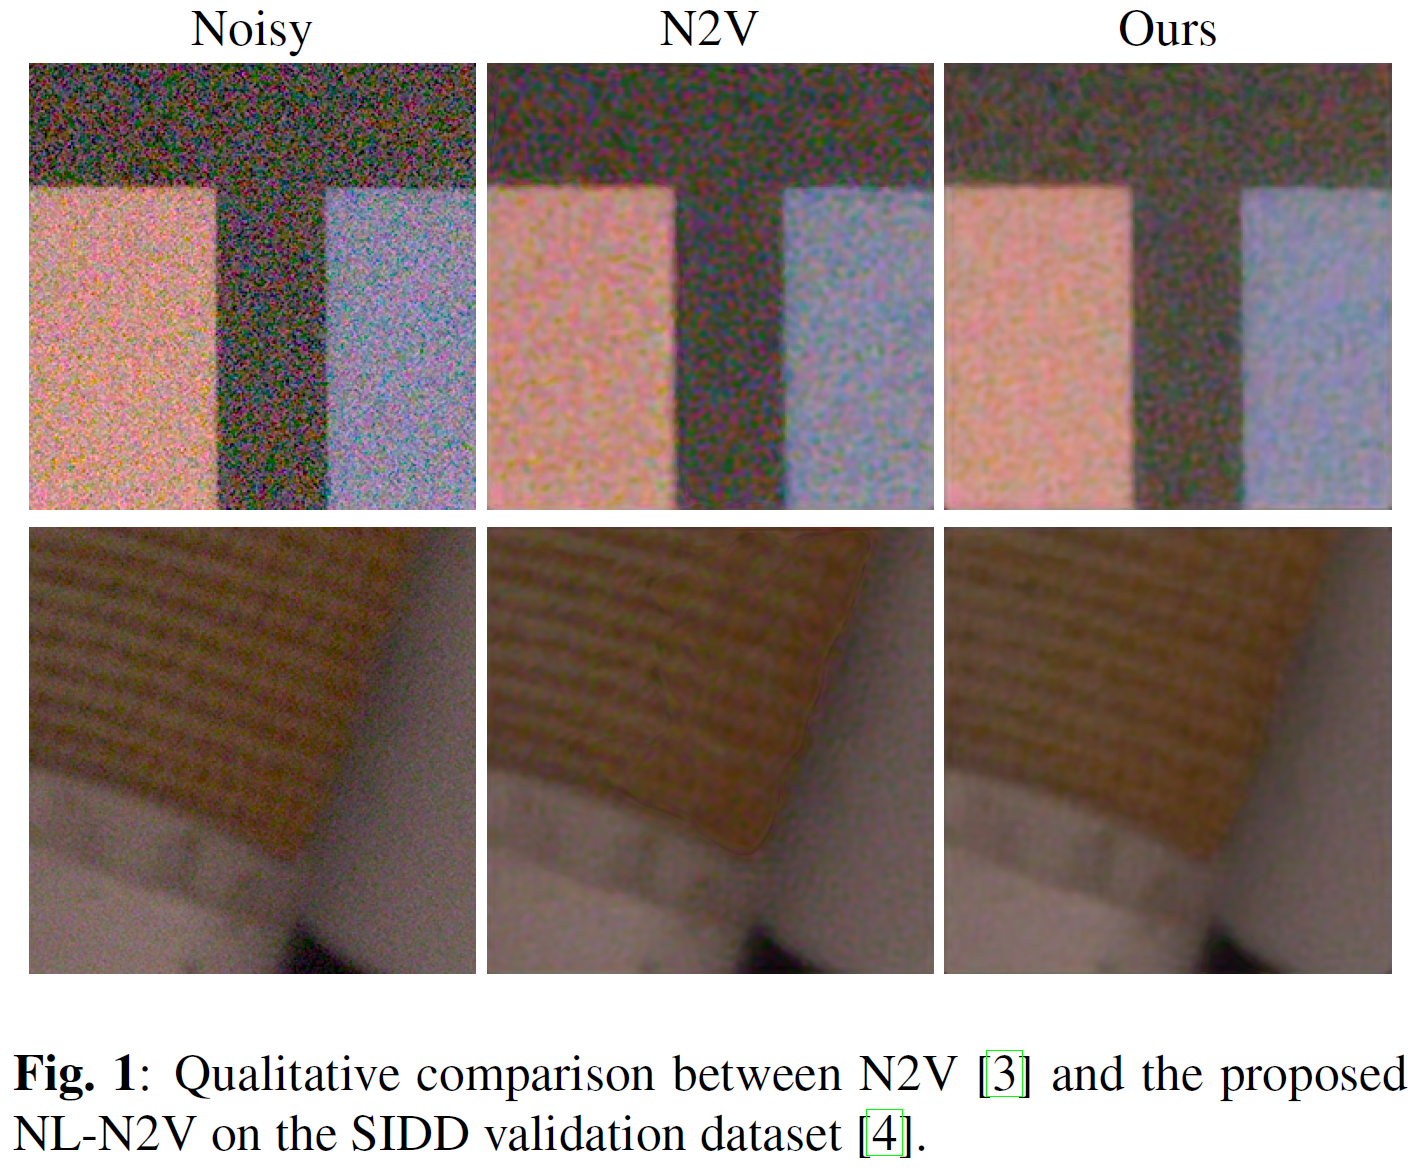 Noisy N2V Ours
Fig. 1: Qualitative comparison between N2V [3] and the proposed
NL-N2V on the SIDD validation dataset [4].